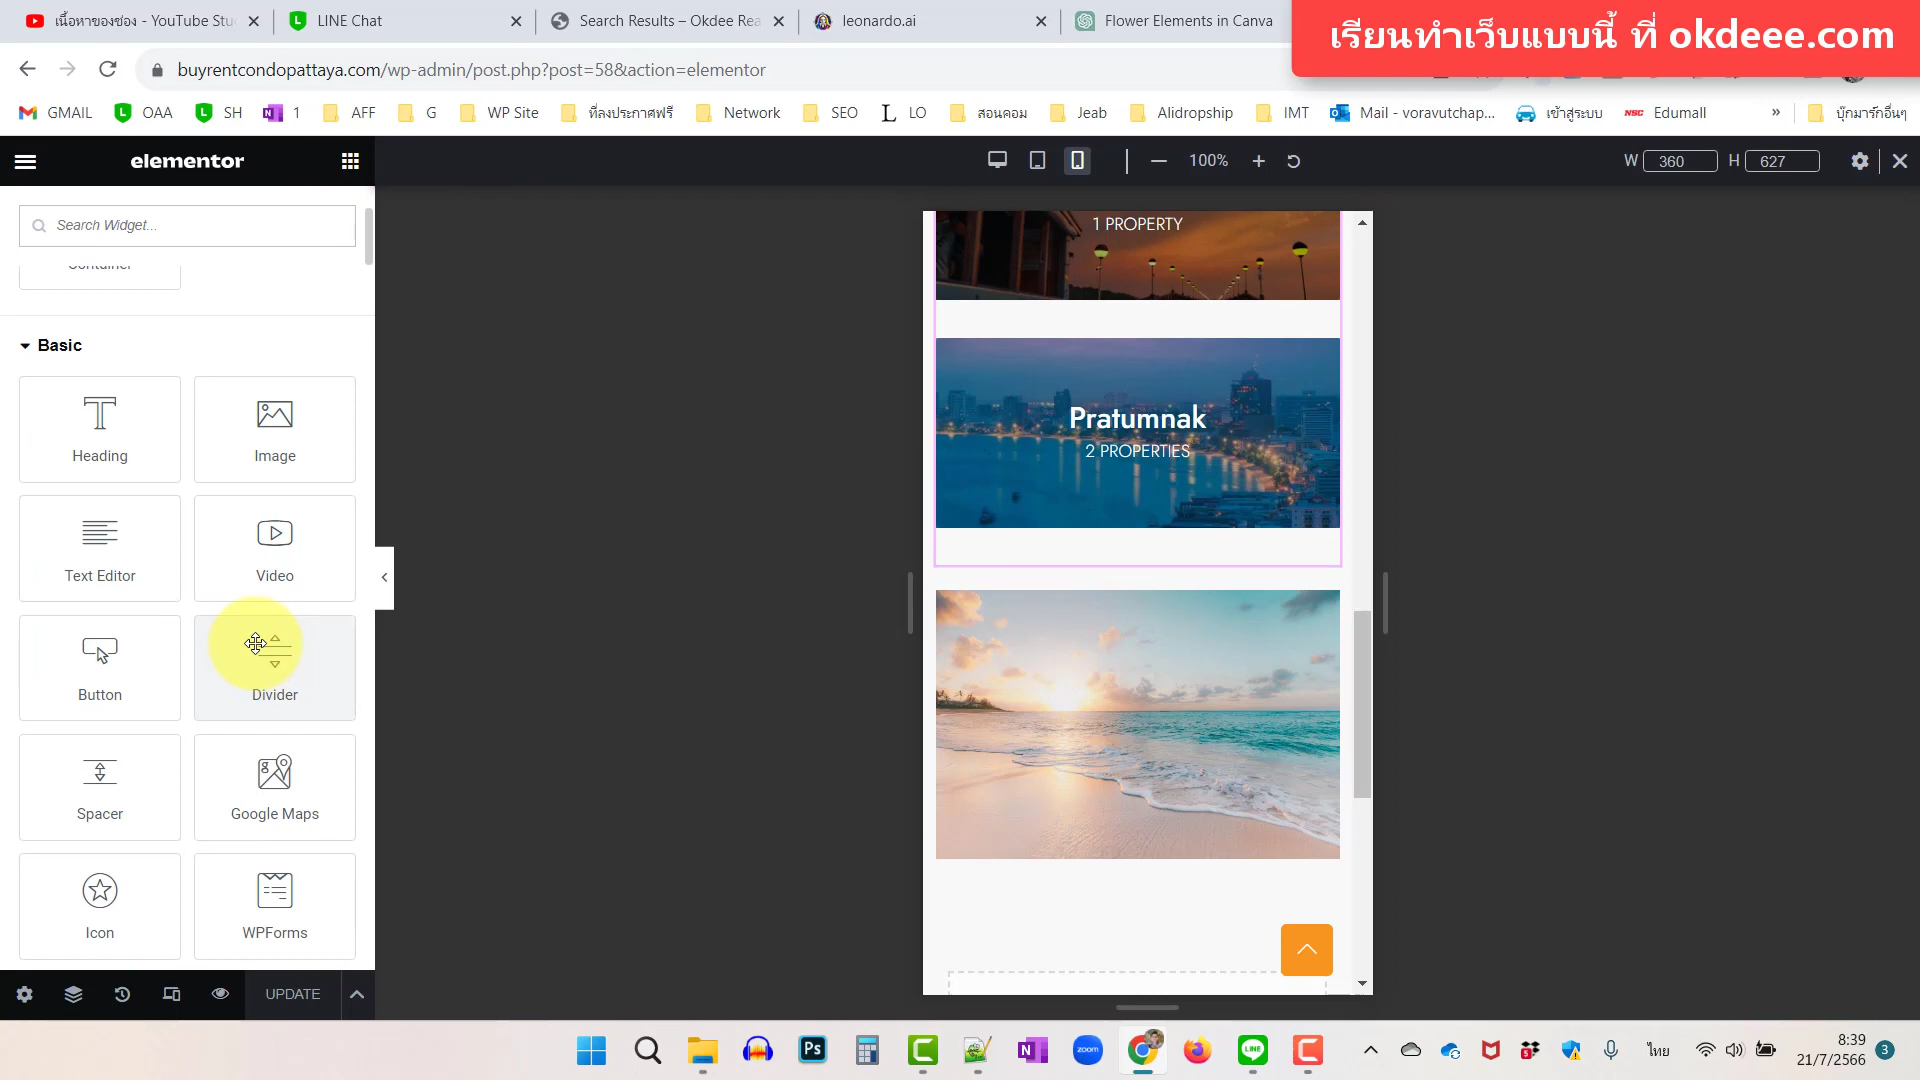 เนื้อหาของช่อง - YouTube Stu
LINE Chat
Search Results – Okdee Rea
leonardo.ai
Flower Elements in Canva
เรียนทำเว็บแบบนี้ ที่ okdeee.com
buyrentcondopattaya.com/wp-admin/post.php?post=58&action=elementor
GMAIL
OAA
SH
1
AFF
G
WP Site
ที่ลงประกาศฟรี
Network
SEO
LO
สอนคอม
Jeab
Alidropship
IMT
Mail - voravutchap...
เข้าสู่ระบบ
NSC
Edumall
»
บุ๊กมาร์กอื่นๆ
elementor
100%
W 360
H 627
Search Widget...
Container
Basic
Heading
Image
Text Editor
Video
Button
Divider
Spacer
Google Maps
Icon
WPForms
UPDATE
1 PROPERTY
Pratumnak
2 PROPERTIES
Ps
zoom
LINE
ไทย
8:39
21/7/2566
3